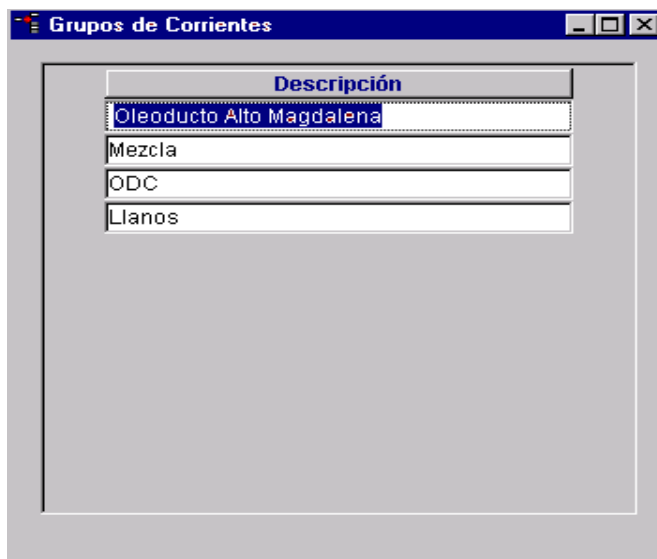 Grupos de Corrientes
Descripción
Oleoducto Alto Magdalena
Mezcla
ODC
Llanos